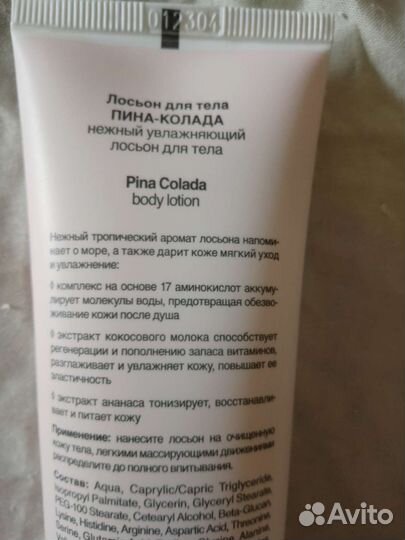 012304
Лосьон для тела
ПИНА-КОЛАДА
нежный увлажняющий
лосьон для тела
Pina Colada
body lotion
Нежный тропический аромат лосьона напоми-
нает о море, а также дарит коже мягкий уход
и увлажнение:
◊ комплекс на основе 17 аминокислот аккуму-
лирует молекулы воды, предотвращая обезво-
живание кожи после душа
◊ экстракт кокосового молока способствует
регенерации и пополнению запаса витаминов,
разглаживает и увлажняет кожу, повышает ее
эластичность
◊ экстракт ананаса тонизирует, восстанавли-
вает и питает кожу
Применение: нанесите лосьон на очищенную
кожу тела, легкими массирующими движениями
распределите до полного впитывания.
Состав: Aqua, Caprylic/Capric Triglyceride,
Isopropyl Palmitate, Glycerin, Glyceryl Stearate,
PEG-100 Stearate, Cetearyl Alcohol, Beta-Glucan,
Lysine, Histidine, Arginine, Aspartic Acid, Threonine,
Serine, Alanine,
Avito